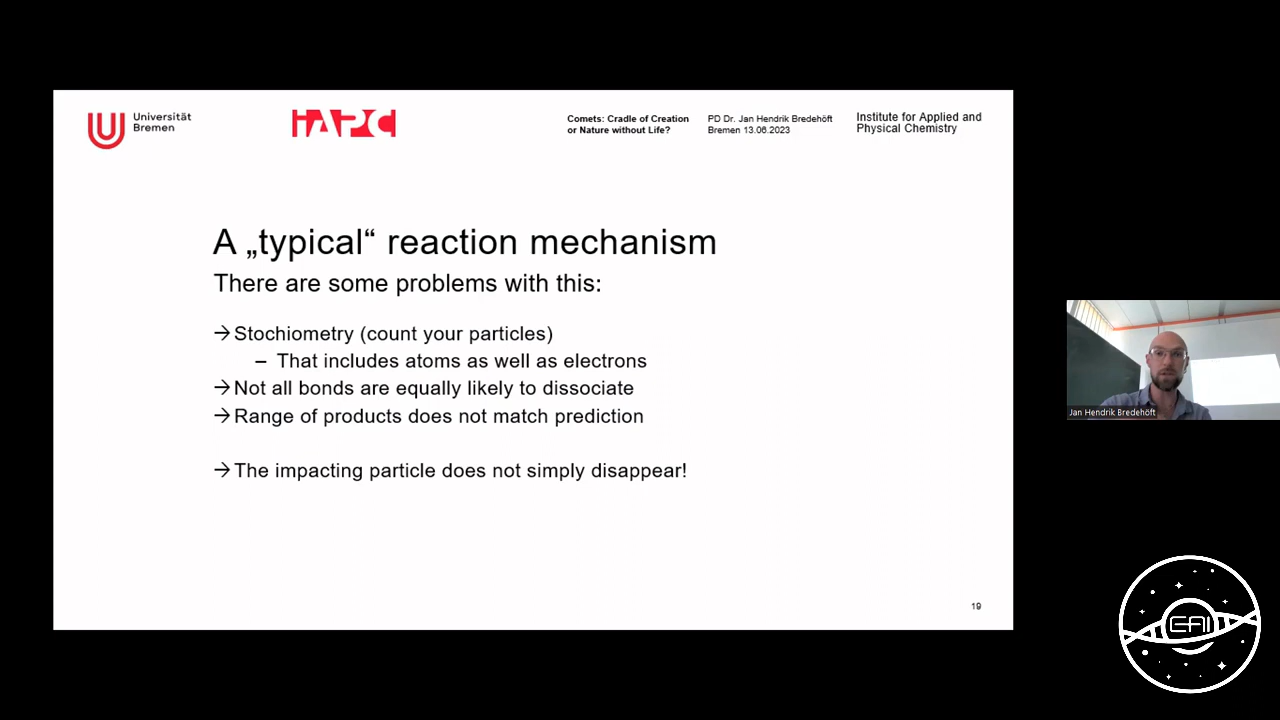 Universität
Bremen
iAPC
Comets: Cradle of Creation
or Nature without Life?
PD Dr. Jan Hendrik Bredehöft
Bremen 13.06.2023
Institute for Applied and
Physical Chemistry
A „typical“ reaction mechanism
There are some problems with this:
→ Stochiometry (count your particles)
– That includes atoms as well as electrons
→ Not all bonds are equally likely to dissociate
→ Range of products does not match prediction
→ The impacting particle does not simply disappear!
19
Jan Hendrik Bredehöft
EAI